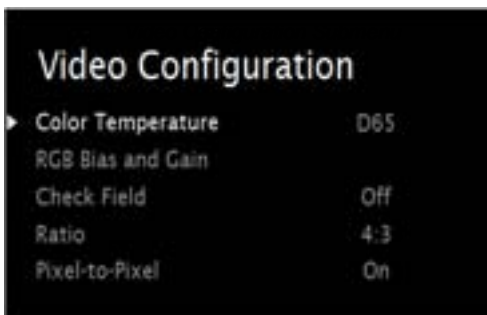 Video Configuration
Color Temperature D65
RGB Bias and Gain
Check Field Off
Ratio 4:3
Pixel-to-Pixel On